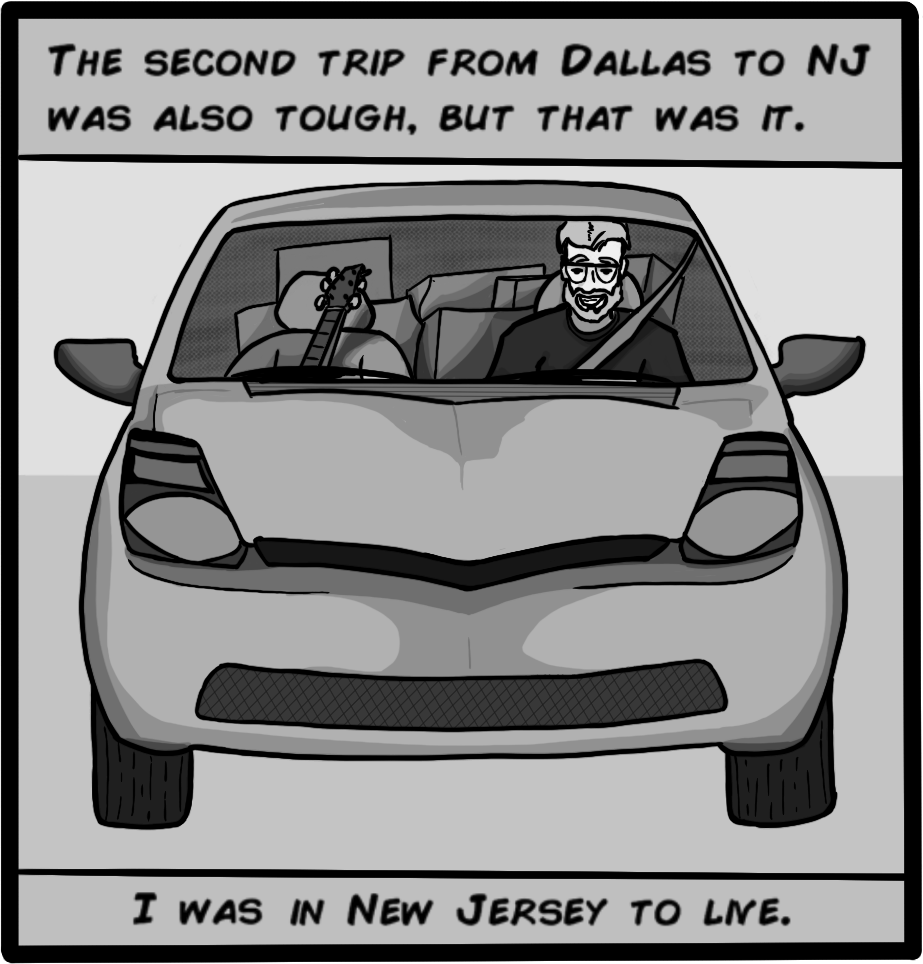 The second trip from Dallas to NJ
was also tough, but that was it.
I was in New Jersey to live.